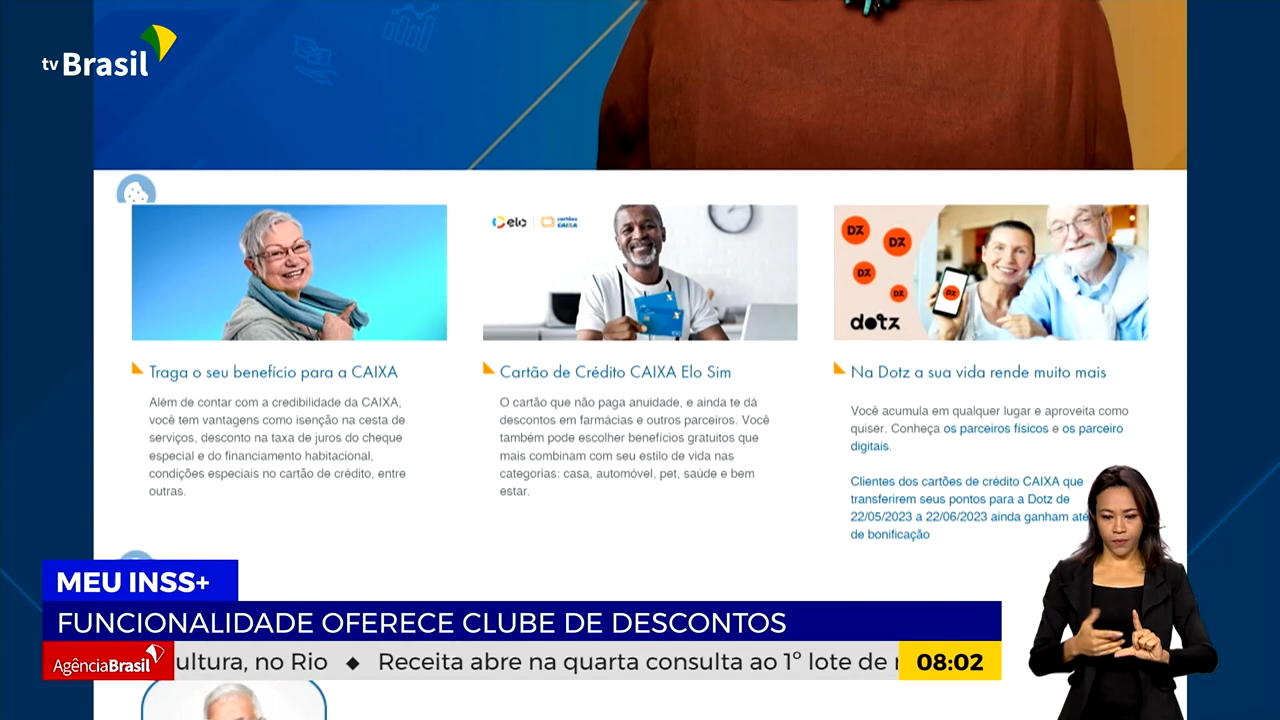 tv Brasil
elo
cartões
CAIXA
DZ
DZ
DZ
DZ
DZ
dotz
Traga o seu benefício para a CAIXA
Além de contar com a credibilidade da CAIXA,
você tem vantagens como isenção na cesta de
serviços, desconto na taxa de juros do cheque
especial e do financiamento habitacional,
condições especiais no cartão de crédito, entre
outras.
Cartão de Crédito CAIXA Elo Sim
O cartão que não paga anuidade, e ainda te dá
descontos em farmácias e outros parceiros. Você
também pode escolher benefícios gratuitos que
mais combinam com seu estilo de vida nas
categorias: casa, automóvel, pet, saúde e bem
estar.
Na Dotz a sua vida rende muito mais
Você acumula em qualquer lugar e aproveita como
quiser. Conheça os parceiros físicos e os parceiro
digitais.
Clientes dos cartões de crédito CAIXA que
transferirem seus pontos para a Dotz de
22/05/2023 a 22/06/2023 ainda ganham até
de bonificação
MEU INSS+
FUNCIONALIDADE OFERECE CLUBE DE DESCONTOS
AgênciaBrasil ultura, no Rio ◆ Receita abre na quarta consulta ao 1º lote de 08:02